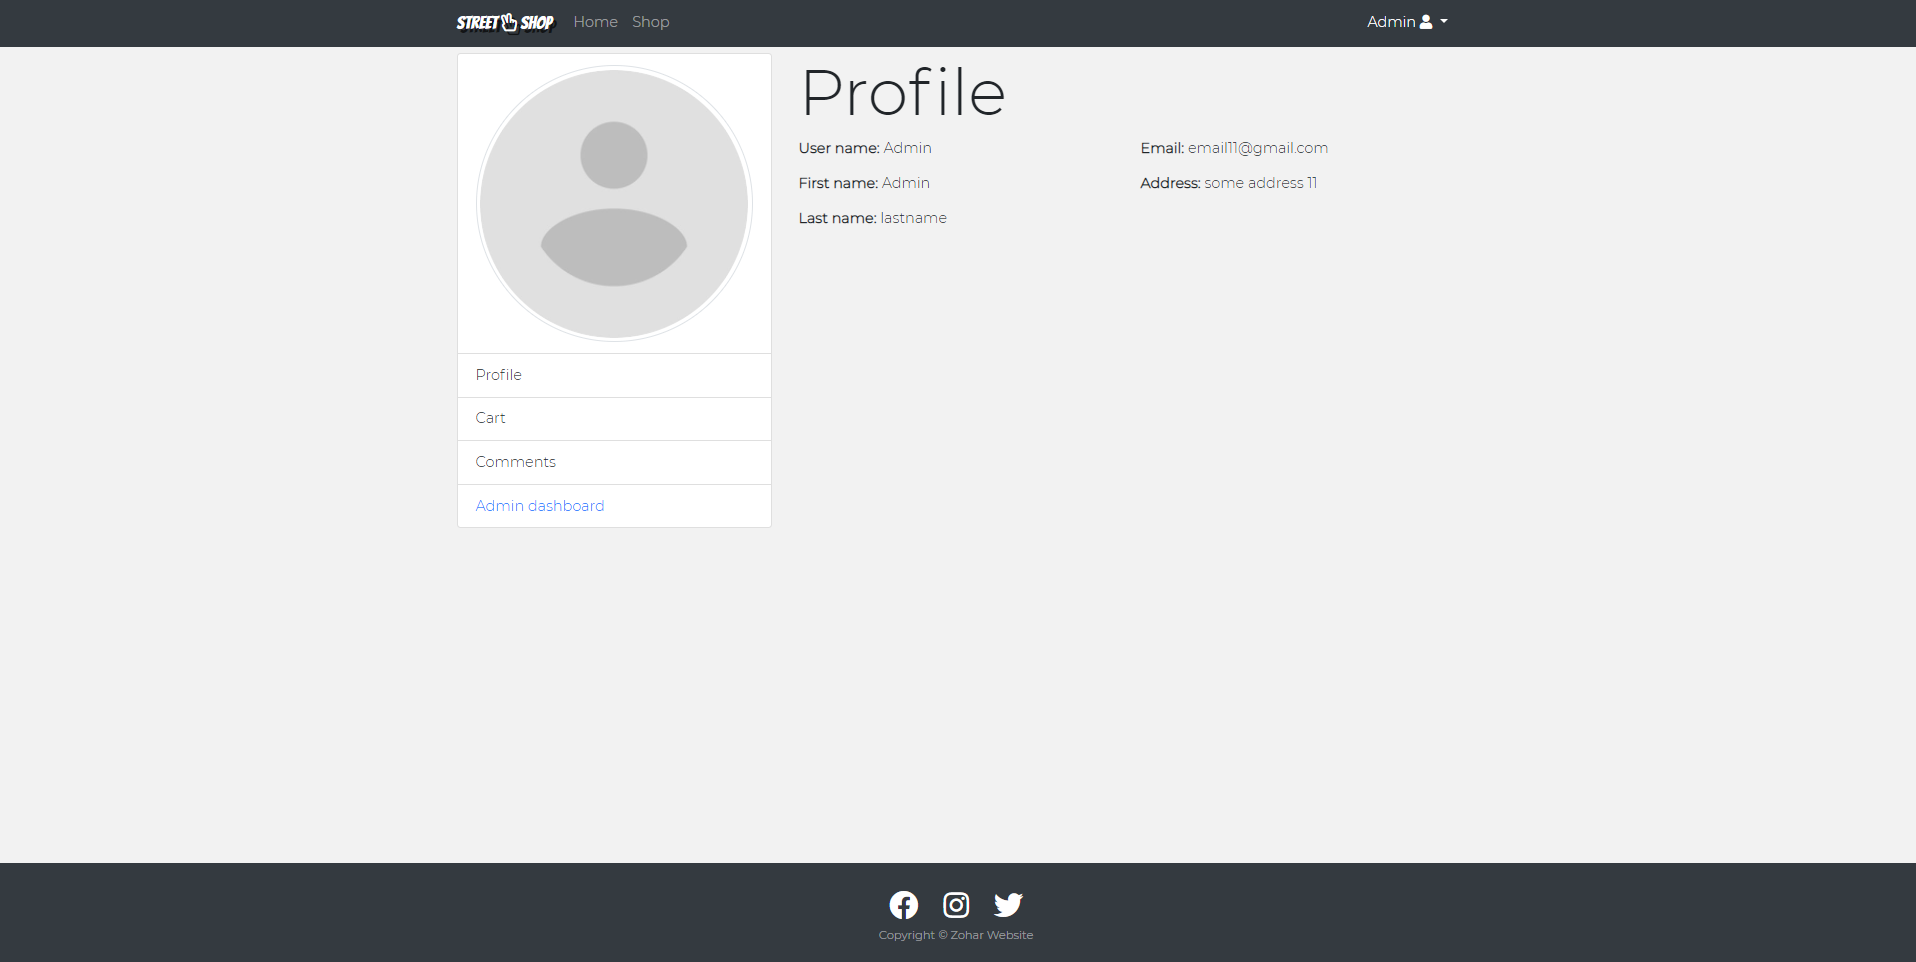 STREET SHOP Home Shop Admin
Profile
User name: Admin Email: email11@gmail.com
First name: Admin Address: some address 11
Last name: lastname
Profile
Cart
Comments
Admin dashboard
Copyright © Zohar Website